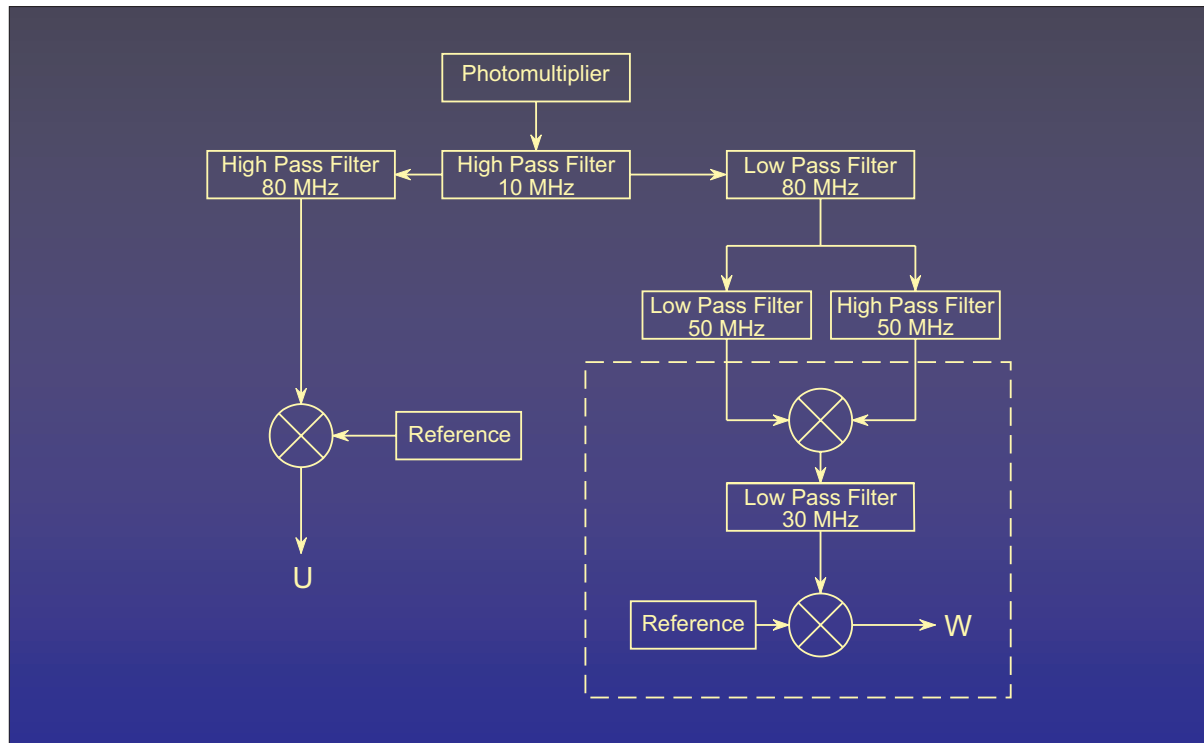 Photomultiplier
High Pass Filter
80 MHz
High Pass Filter
10 MHz
Low Pass Filter
80 MHz
Low Pass Filter
50 MHz
High Pass Filter
50 MHz
Reference
Low Pass Filter
30 MHz
U
Reference
W